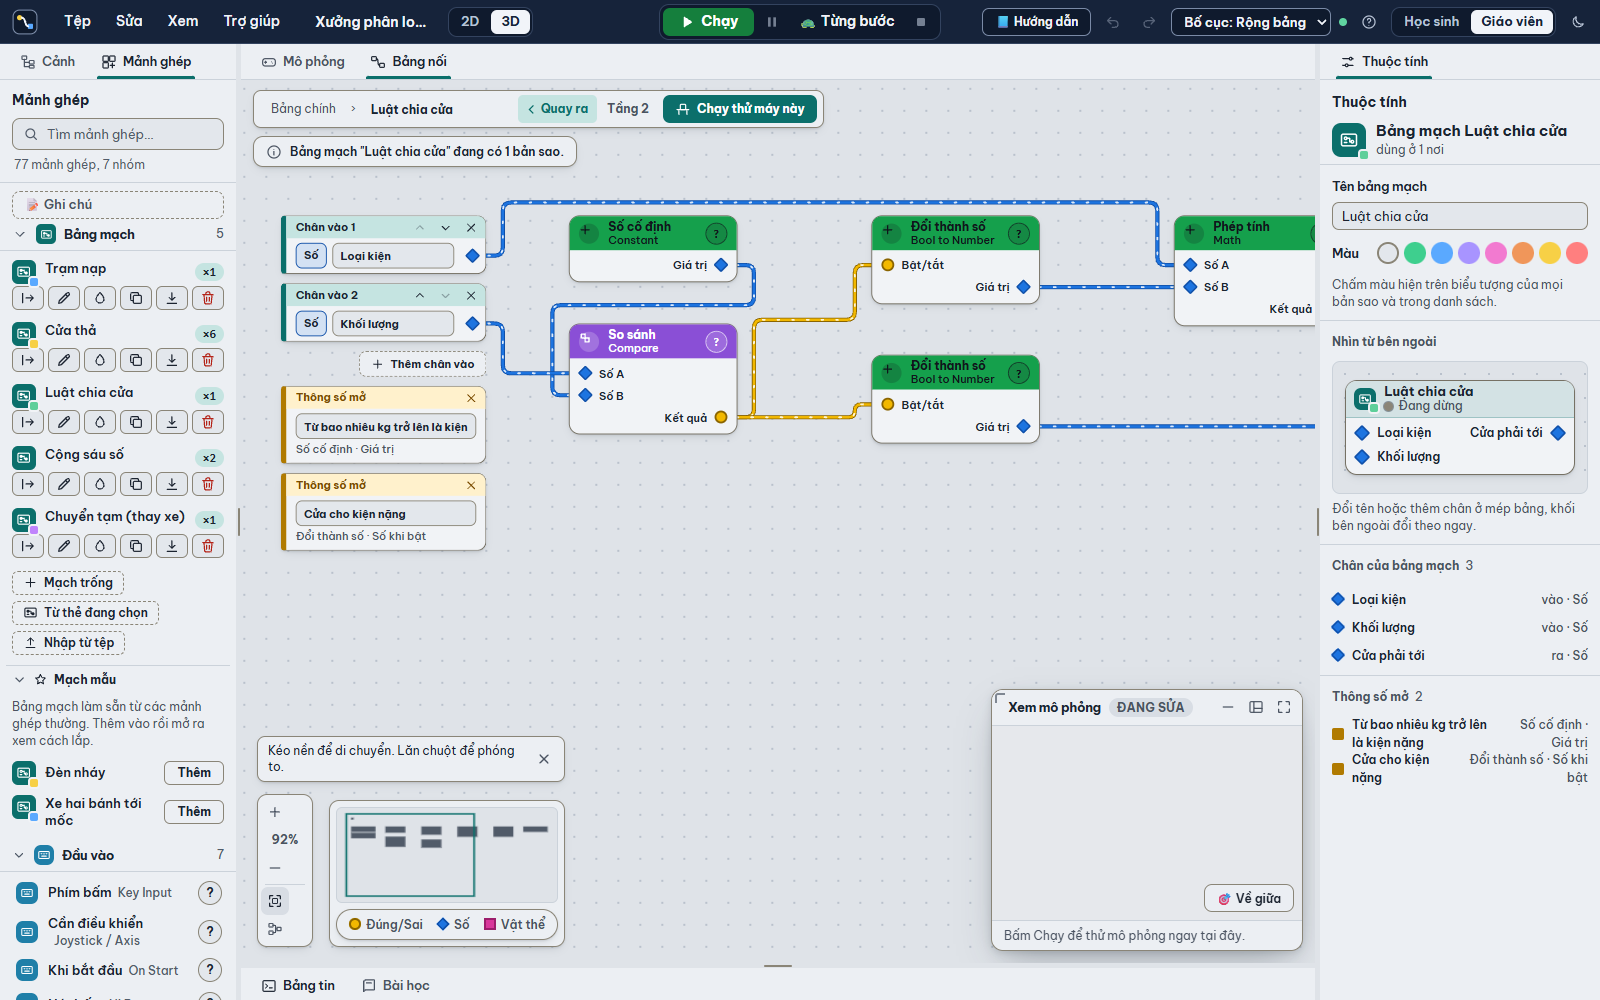 Tệp Sửa Xem Trợ giúp Xưởng phân lo... 2D 3D Chạy Từng bước Hướng dẫn Bố cục: Rộng bảng Học sinh Giáo viên
Cảnh Mảnh ghép
Mảnh ghép
Tìm mảnh ghép...
77 mảnh ghép, 7 nhóm
Ghi chú
Bảng mạch 5
Trạm nạp ×1
Cửa thả ×6
Luật chia cửa ×1
Cộng sáu số ×2
Chuyển tạm (thay xe) ×1
Mạch trống
Từ thẻ đang chọn
Nhập từ tệp
Mạch mẫu
Bảng mạch làm sẵn từ các mảnh
ghép thường. Thêm vào rồi mở ra
xem cách lắp.
Đèn nháy Thêm
Xe hai bánh tới
mốc
Thêm
Đầu vào 7
Phím bấm Key Input ?
Cần điều khiển
Joystick / Axis ?
Khi bắt đầu On Start ?
Mô phỏng Bảng nối
Bảng chính › Luật chia cửa Quay ra Tầng 2 Chạy thử máy này
Bảng mạch "Luật chia cửa" đang có 1 bản sao.
Chân vào 1
Số Loại kiện
Chân vào 2
Số Khối lượng
Thêm chân vào
Thông số mở
Từ bao nhiêu kg trở lên là kiện
Số cố định · Giá trị
Thông số mở
Cửa cho kiện nặng
Đổi thành số · Số khi bật
Số cố định
Constant
?
Giá trị
So sánh
Compare
?
Số A
Số B
Kết quả
Đổi thành số
Bool to Number
?
Bật/tắt
Giá trị
Đổi thành số
Bool to Number
?
Bật/tắt
Giá trị
Phép tính
Math
Số A
Số B
Kết quả
Kéo nền để di chuyển. Lăn chuột để phóng
to.
92%
Đúng/Sai Số Vật thể
Xem mô phỏng ĐANG SỬA
Về giữa
Bấm Chạy để thử mô phỏng ngay tại đây.
Bảng tin Bài học
Thuộc tính
Thuộc tính
Bảng mạch Luật chia cửa
dùng ở 1 nơi
Tên bảng mạch
Luật chia cửa
Màu
Chấm màu hiện trên biểu tượng của mọi
bản sao và trong danh sách.
Nhìn từ bên ngoài
Luật chia cửa
Đang dừng
Loại kiện Cửa phải tới
Khối lượng
Đổi tên hoặc thêm chân ở mép bảng, khối
bên ngoài đổi theo ngay.
Chân của bảng mạch 3
Loại kiện vào · Số
Khối lượng vào · Số
Cửa phải tới ra · Số
Thông số mở 2
Từ bao nhiêu kg trở lên Số cố định ·
là kiện nặng Giá trị
Cửa cho kiện Đổi thành số · Số khi
nặng bật